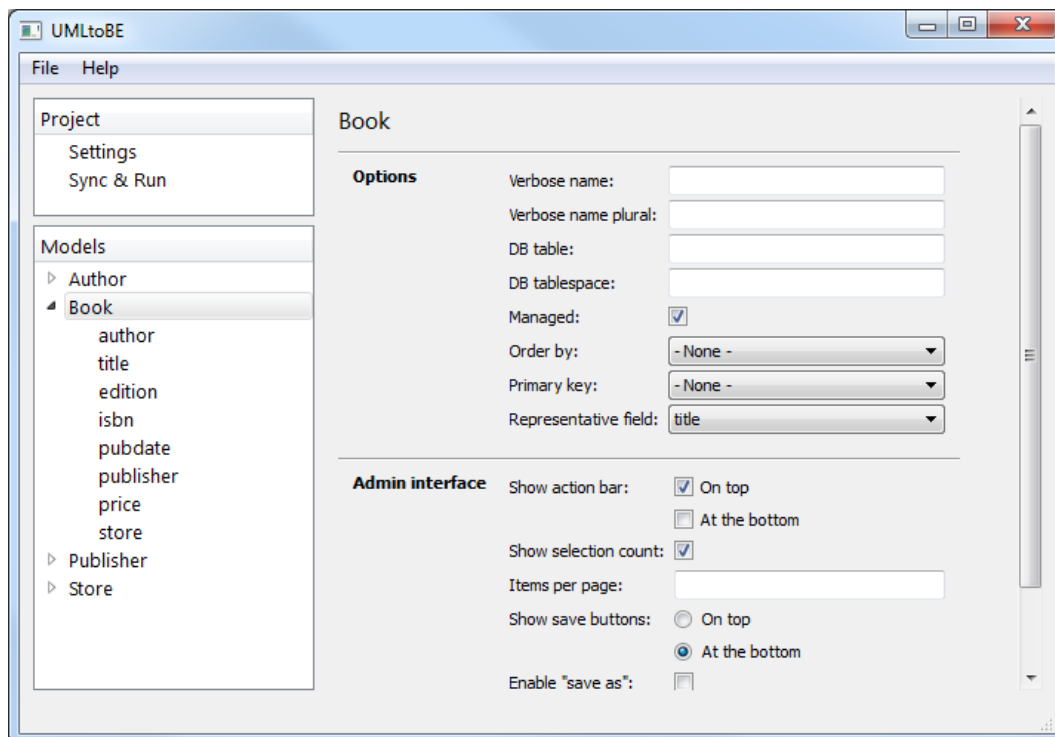 UMLtoBE
File Help
Project
Settings
Sync & Run
Models
Author
Book
author
title
edition
isbn
pubdate
publisher
price
store
Publisher
Store
Book
Options
Verbose name:
Verbose name plural:
DB table:
DB tablespace:
Managed:
Order by: - None -
Primary key: - None -
Representative field: title
Admin interface
Show action bar: On top
At the bottom
Show selection count:
Items per page:
Show save buttons: On top
At the bottom
Enable "save as":